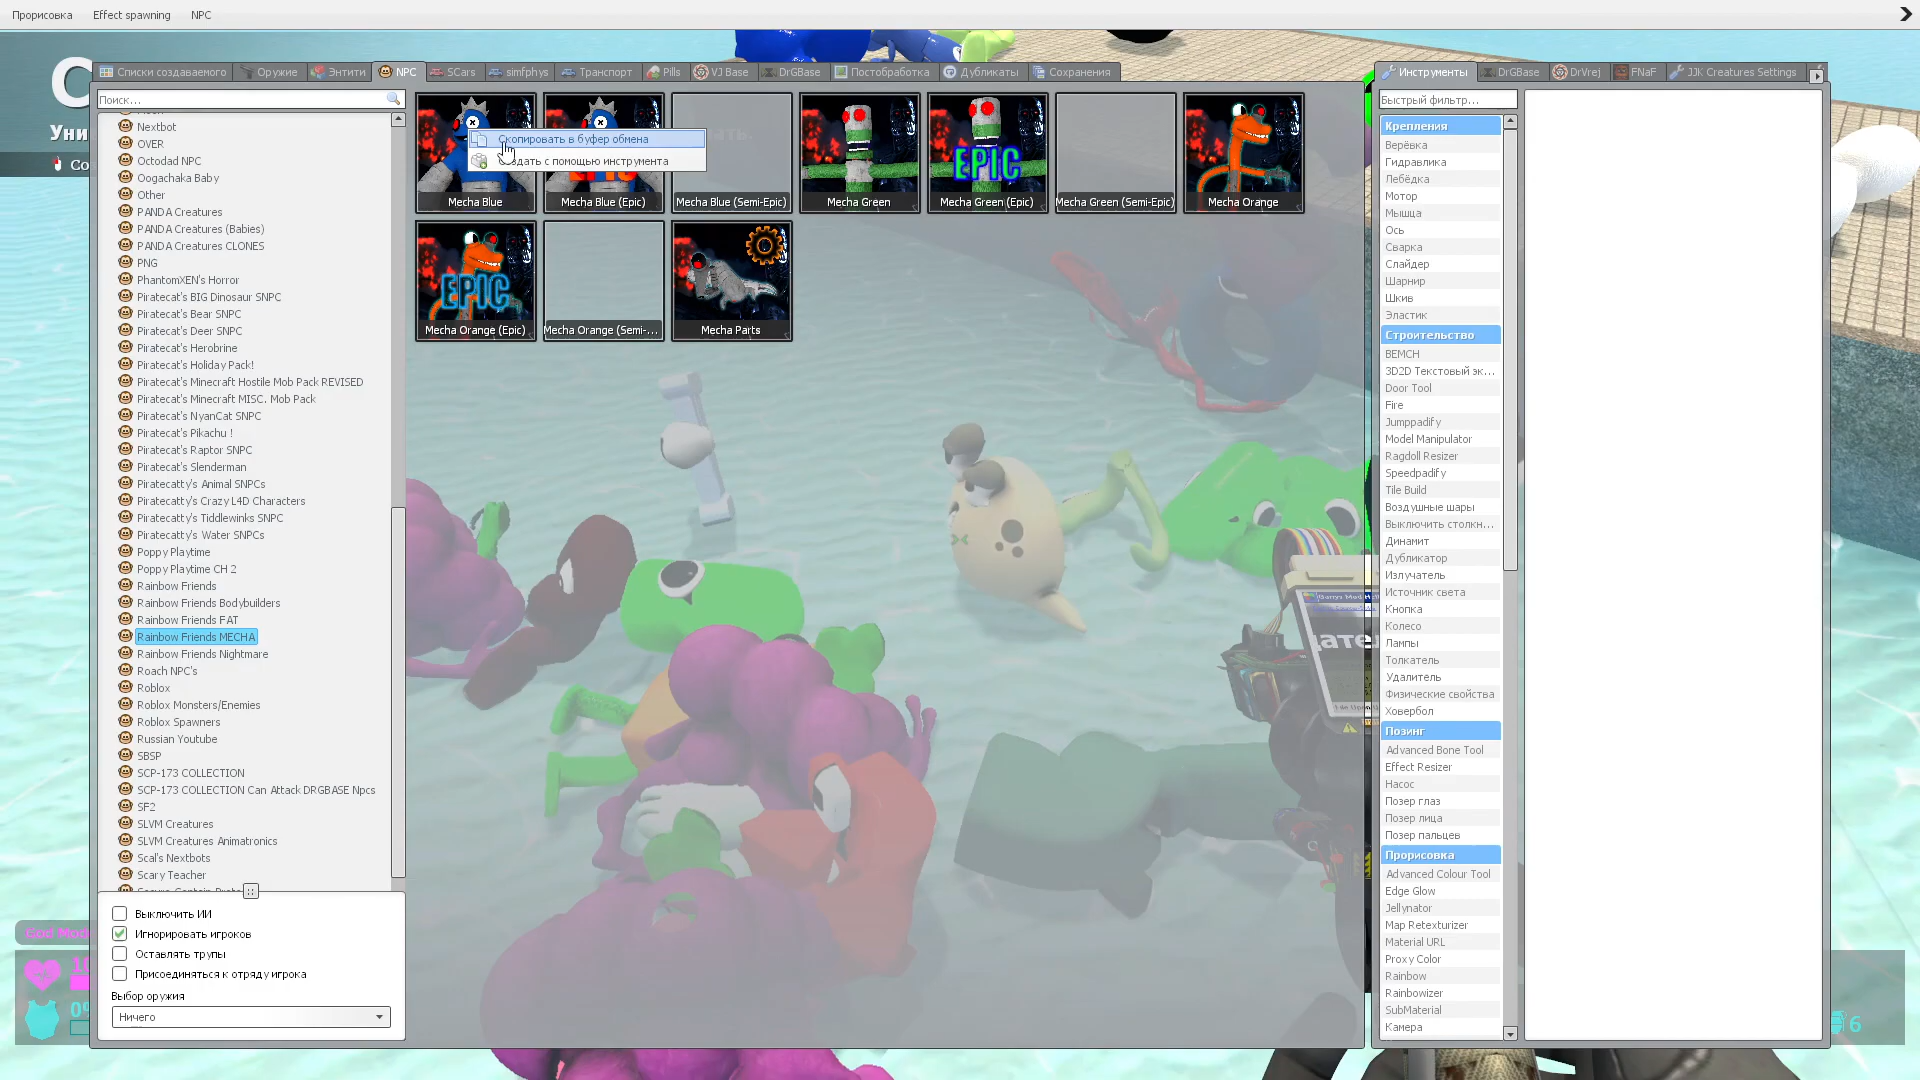 Прорисовка Effect spawning NPC
Списки создаваемого Оружие Энтити NPC SCars simfphys Транспорт Pills VJ Base DrGBase Постобработка Дубликаты Сохранения
Инструменты DrGBase DrVrej FNaF JJK Creatures Settings
С
Уни
Со
Поиск...
Nextbot
OVER
Octodad NPC
Oogachaka Baby
Other
PANDA Creatures
PANDA Creatures (Babies)
PANDA Creatures CLONES
PNG
PhantomXEN's Horror
Piratecat's BIG Dinosaur SNPC
Piratecat's Bear SNPC
Piratecat's Deer SNPC
Piratecat's Herobrine
Piratecat's Holiday Pack!
Piratecat's Minecraft Hostile Mob Pack REVISED
Piratecat's Minecraft MISC. Mob Pack
Piratecat's NyanCat SNPC
Piratecat's Pikachu !
Piratecat's Raptor SNPC
Piratecat's Slenderman
Piratecatty's Animal SNPCs
Piratecatty's Crazy L4D Characters
Piratecatty's Tiddlewinks SNPC
Piratecatty's Water SNPCs
Poppy Playtime
Poppy Playtime CH 2
Rainbow Friends
Rainbow Friends Bodybuilders
Rainbow Friends FAT
Rainbow Friends MECHA
Rainbow Friends Nightmare
Roach NPC's
Roblox
Roblox Monsters/Enemies
Roblox Spawners
Russian Youtube
SBSP
SCP-173 COLLECTION
SCP-173 COLLECTION Can Attack DRGBASE Npcs
SF2
SLVM Creatures
SLVM Creatures Animatronics
Scal's Nextbots
Scary Teacher
Выключить ИИ
Игнорировать игроков
Оставлять трупы
Присоединяться к отряду игрока
Выбор оружия
Ничего
Скопировать в буфер обмена
здать с помощью инструмента
Mecha Blue
Mecha Blue (Epic)
Mecha Blue (Semi-Epic)
Mecha Green
EPIC
Mecha Green (Epic)
Mecha Green (Semi-Epic)
Mecha Orange
EPIC
Mecha Orange (Epic)
Mecha Orange (Semi-...
Mecha Parts
Быстрый фильтр...
Крепления
Верёвка
Гидравлика
Лебёдка
Мотор
Мышца
Ось
Сварка
Слайдер
Шарнир
Шкив
Эластик
Строительство
BEMCH
3D2D Текстовый эк...
Door Tool
Fire
Jumppadify
Model Manipulator
Ragdoll Resizer
Speedpadify
Tile Build
Воздушные шары
Выключить столкн...
Динамит
Дубликатор
Излучатель
Источник света
Кнопка
Колесо
Лампы
Толкатель
Удалитель
Физические свойства
Ховербол
Позинг
Advanced Bone Tool
Effect Resizer
Насос
Позер глаз
Позер лица
Позер пальцев
Прорисовка
Advanced Colour Tool
Edge Glow
Jellynator
Map Retexturizer
Material URL
Proxy Color
Rainbow
Rainbowizer
SubMaterial
Камера
6